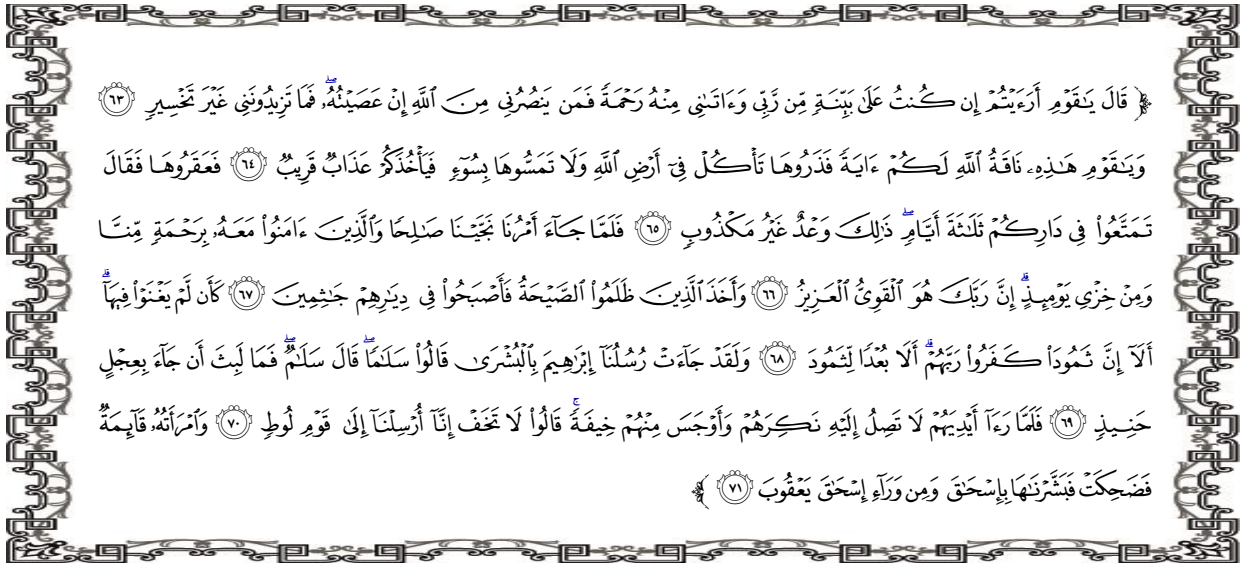 ﴿ قَالَ يَـٰقَوْمِ أَرَءَيْتُمْ إِن كُنتُ عَلَىٰ بَيِّنَةٍ مِّن رَّبِّى وَءَاتَىٰنِى مِنْهُ رَحْمَةً فَمَن يَنصُرُنِى مِنَ ٱللَّهِ إِنْ عَصَيْتُهُۥۖ فَمَا تَزِيدُونَنِى غَيْرَ تَخْسِيرٍ ﴿٦٣﴾
وَيَـٰقَوْمِ هَـٰذِهِۦ نَاقَةُ ٱللَّهِ لَكُمْ ءَايَةً فَذَرُوهَا تَأْكُلْ فِىٓ أَرْضِ ٱللَّهِ وَلَا تَمَسُّوهَا بِسُوٓءٍ فَيَأْخُذَكُمْ عَذَابٌ قَرِيبٌ ﴿٦٤﴾ فَعَقَرُوهَا فَقَالَ
تَمَتَّعُوا۟ فِى دَارِكُمْ ثَلَـٰثَةَ أَيَّامٍۖ ذَٰلِكَ وَعْدٌ غَيْرُ مَكْذُوبٍ ﴿٦٥﴾ فَلَمَّا جَآءَ أَمْرُنَا نَجَّيْنَا صَـٰلِحًا وَٱلَّذِينَ ءَامَنُوا۟ مَعَهُۥ بِرَحْمَةٍ مِّنَّا
وَمِنْ خِزْىِ يَوْمِئِذٍۗ إِنَّ رَبَّكَ هُوَ ٱلْقَوِىُّ ٱلْعَزِيزُ ﴿٦٦﴾ وَأَخَذَ ٱلَّذِينَ ظَلَمُوا۟ ٱلصَّيْحَةُ فَأَصْبَحُوا۟ فِى دِيَـٰرِهِمْ جَـٰثِمِينَ ﴿٦٧﴾ كَأَن لَّمْ يَغْنَوْا۟ فِيهَآۗ
أَلَآ إِنَّ ثَمُودَا۟ كَفَرُوا۟ رَبَّهُمْۗ أَلَا بُعْدًا لِّثَمُودَ ﴿٦٨﴾ وَلَقَدْ جَآءَتْ رُسُلُنَآ إِبْرَٰهِيمَ بِٱلْبُشْرَىٰ قَالُوا۟ سَلَـٰمًاۖ قَالَ سَلَـٰمٌۖ فَمَا لَبِثَ أَن جَآءَ بِعِجْلٍ
حَنِيذٍ ﴿٦٩﴾ فَلَمَّا رَءَآ أَيْدِيَهُمْ لَا تَصِلُ إِلَيْهِ نَكِرَهُمْ وَأَوْجَسَ مِنْهُمْ خِيفَةًۚ قَالُوا۟ لَا تَخَفْ إِنَّآ أُرْسِلْنَآ إِلَىٰ قَوْمِ لُوطٍ ﴿٧٠﴾ وَٱمْرَأَتُهُۥ قَآئِمَةٌ
فَضَحِكَتْ فَبَشَّرْنَـٰهَا بِإِسْحَـٰقَ وَمِن وَرَآءِ إِسْحَـٰقَ يَعْقُوبَ ﴿٧١﴾ ﴾